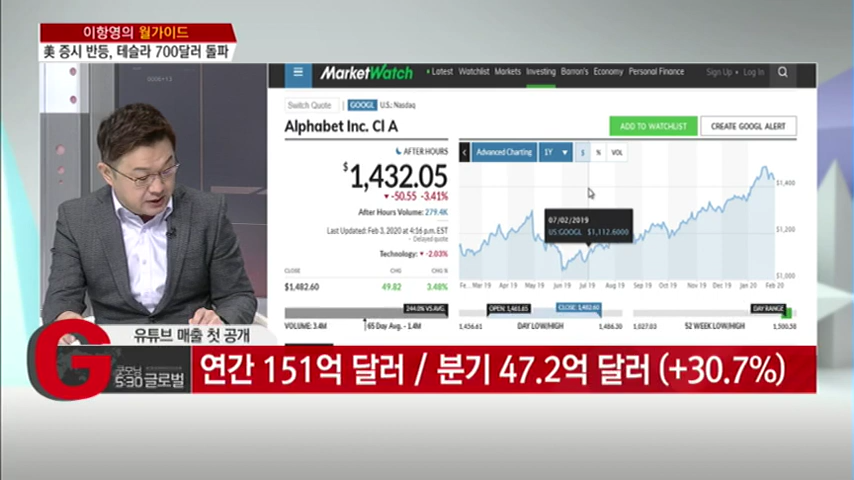 이항영의 월가이드
美 증시 반등, 테슬라 700달러 돌파
MarketWatch
Latest Watchlist Markets Investing Barron's Economy Personal Finance
Sign Up • Log In
Switch Quote
GOOGL U.S.: Nasdaq
Alphabet Inc. Cl A
ADD TO WATCHLIST
CREATE GOOGL ALERT
AFTER HOURS
$1,432.05
-50.55 -3.41%
After Hours Volume: 279.4K
Last Updated: Feb 3, 2020 4:16 p.m. EST
Delayed quote
Technology: -2.03%
CLOSE CHG CHG %
$1,482.60 49.82 3.48%
Advanced Charting 1Y $ % VOL
07/02/2019
US:GOOGL $1,112.6000
$1,400
$1,200
$1,000
Mar 19 Apr 19 May 19 Jun 19 Jul 19 Aug 19 Sep 19 Oct 19 Nov 19 Dec 19 Jan 20 Feb 20
244.0% VS AVG.
VOLUME: 3.4M 65 Day Avg. - 1.4M
OPEN: 1,461.65 CLOSE: 1,482.60
1,456.61 DAY LOW/HIGH 1,486.30
DAY RANGE
1,027.03 52 WEEK LOW/HIGH 1,500.58
유튜브 매출 첫 공개
G
굿모닝
5:30 글로벌
연간 151억 달러 / 분기 47.2억 달러 (+30.7%)